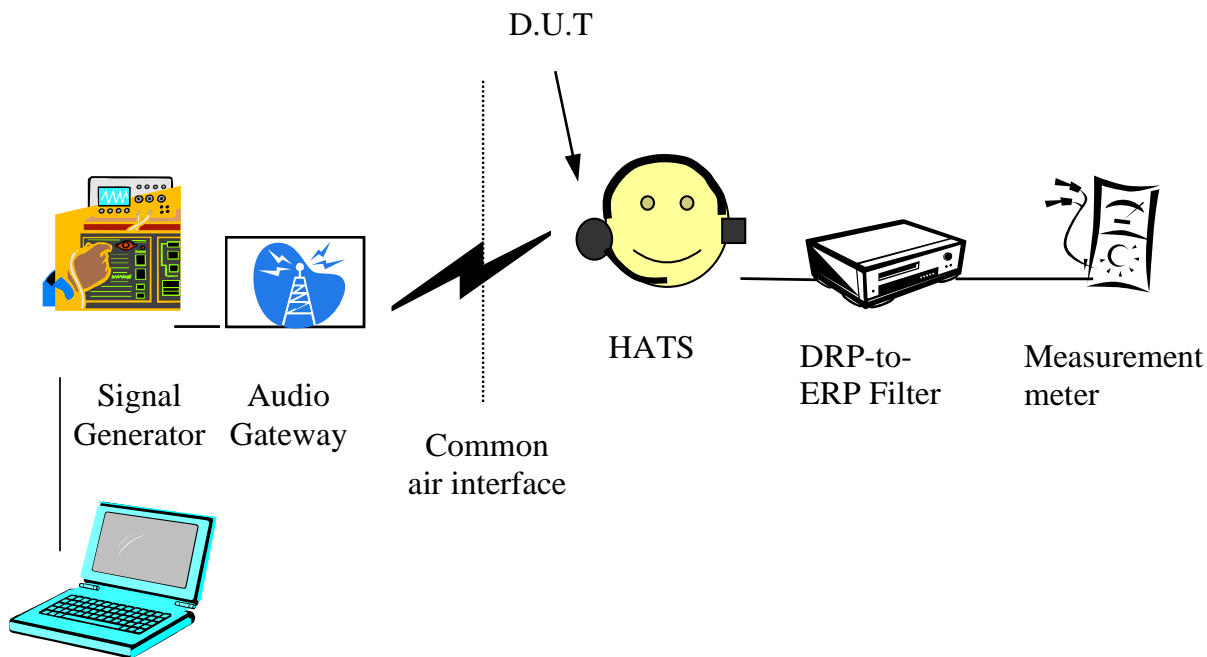 D.U.T
HATS
DRP-to-
ERP Filter
Measurement
meter
Signal
Generator
Audio
Gateway
Common
air interface